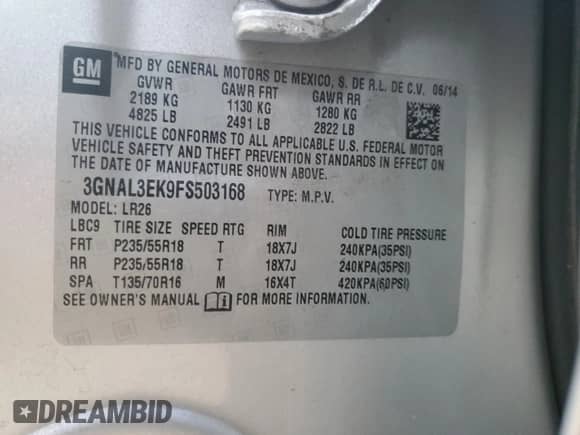 GM
MFD BY GENERAL MOTORS DE MEXICO, S. DE R.L. DE C.V. 06/14
GVWR GAWR FRT GAWR RR
2189 KG 1130 KG 1280 KG
4825 LB 2491 LB 2822 LB
THIS VEHICLE CONFORMS TO ALL APPLICABLE U.S. FEDERAL MOTOR
VEHICLE SAFETY AND THEFT PREVENTION STANDARDS IN EFFECT ON
THE DATE OF MANUFACTURE SHOWN ABOVE.
3GNAL3EK9FS503168 TYPE: M.P.V.
MODEL: LR26
LBC9 TIRE SIZE SPEED RTG RIM COLD TIRE PRESSURE
FRT P235/55R18 T 18X7J 240KPA(35PSI)
RR P235/55R18 T 18X7J 240KPA(35PSI)
SPA T135/70R16 M 16X4T 420KPA(60PSI)
SEE OWNER'S MANUAL FOR MORE INFORMATION.
DREAMBID